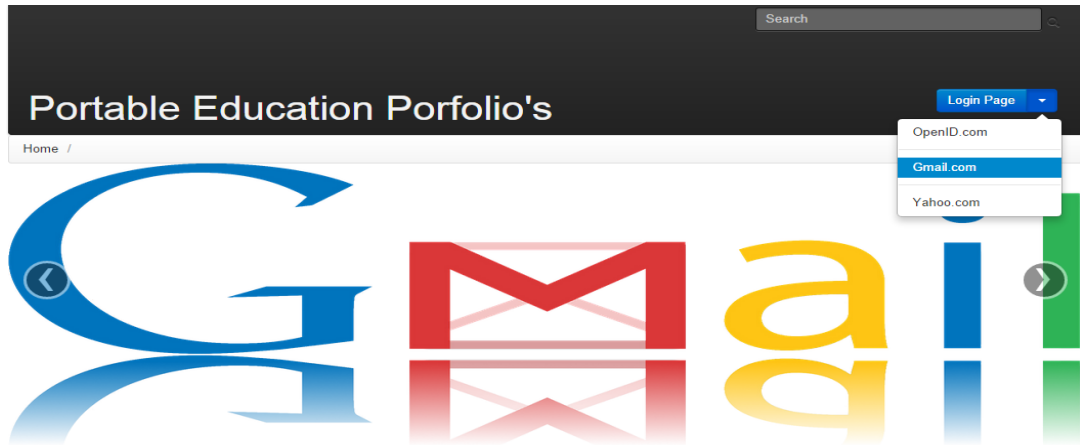 Search
Portable Education Porfolio's
Login Page
OpenID.com
Gmail.com
Yahoo.com
Home /
GMail